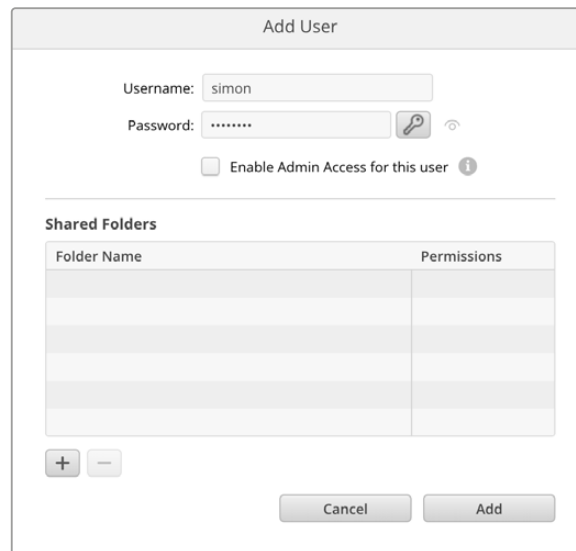 Add User
Username: simon
Password: ••••••••
Enable Admin Access for this user
Shared Folders
Folder Name Permissions
Cancel Add